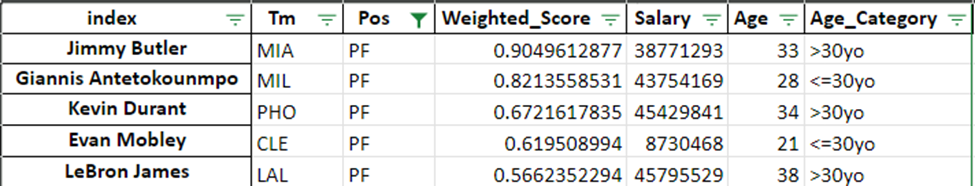 index Tm Pos Weighted_Score Salary Age Age_Category
Jimmy Butler MIA PF 0.9049612877 38771293 33 >30yo
Giannis Antetokounmpo MIL PF 0.8213558531 43754169 28 <=30yo
Kevin Durant PHO PF 0.6721617835 45429841 34 >30yo
Evan Mobley CLE PF 0.619508994 8730468 21 <=30yo
LeBron James LAL PF 0.5662352294 45795529 38 >30yo